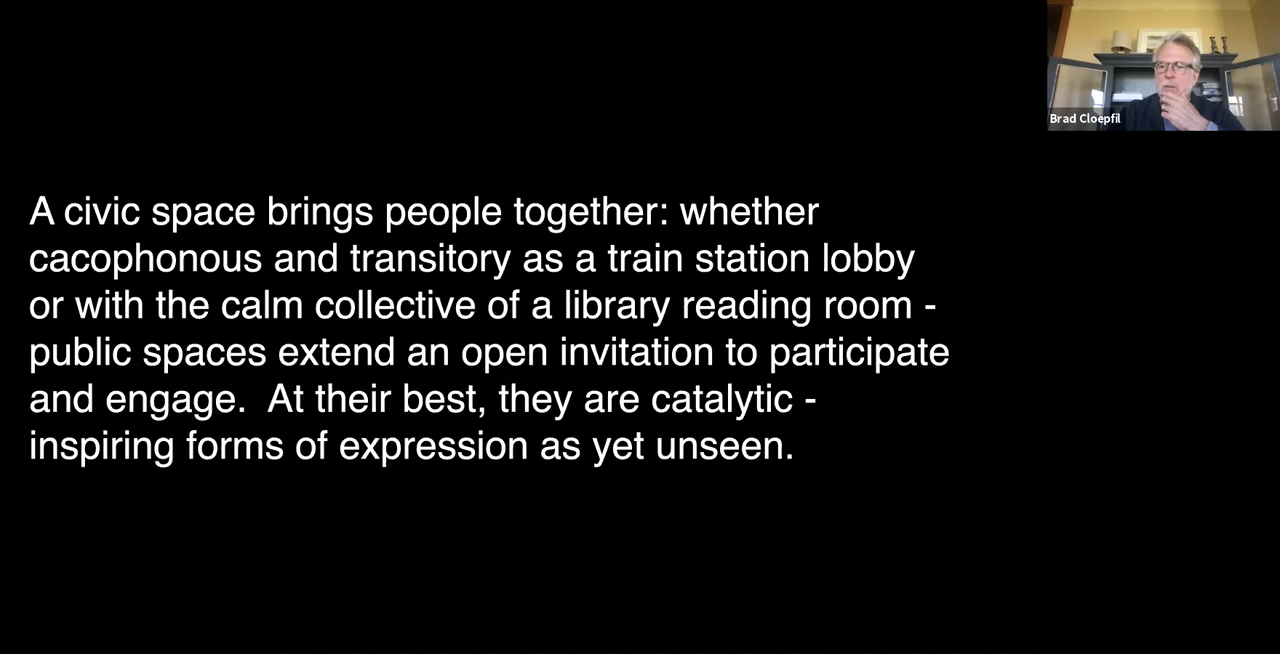 Brad Cloepfil
A civic space brings people together: whether
cacophonous and transitory as a train station lobby
or with the calm collective of a library reading room -
public spaces extend an open invitation to participate
and engage.  At their best, they are catalytic -
inspiring forms of expression as yet unseen.